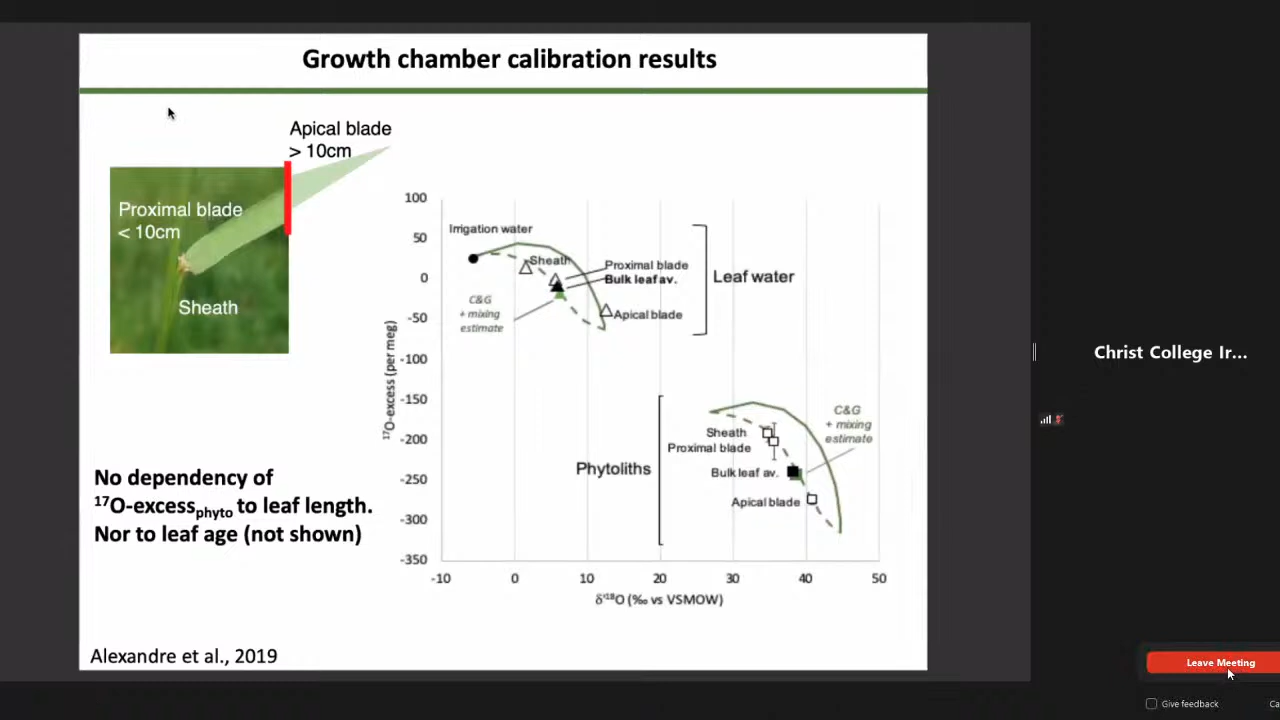 Growth chamber calibration results
Apical blade
> 10cm
Proximal blade
< 10cm
Sheath
No dependency of
¹⁷O-excessphyto to leaf length.
Nor to leaf age (not shown)
Alexandre et al., 2019
¹⁷O-excess (per meg)
100
50
0
-50
-100
-150
-200
-250
-300
-350
-10
0
10
20
30
40
50
δ'¹⁸O (‰ vs VSMOW)
Irrigation water
Sheath
Proximal blade
Bulk leaf av.
Apical blade
C&G
+ mixing
estimate
Leaf water
Phytoliths
Sheath
Proximal blade
Bulk leaf av.
Apical blade
C&G
+ mixing
estimate
Christ College Ir...
Leave Meeting
Give feedback
Ca